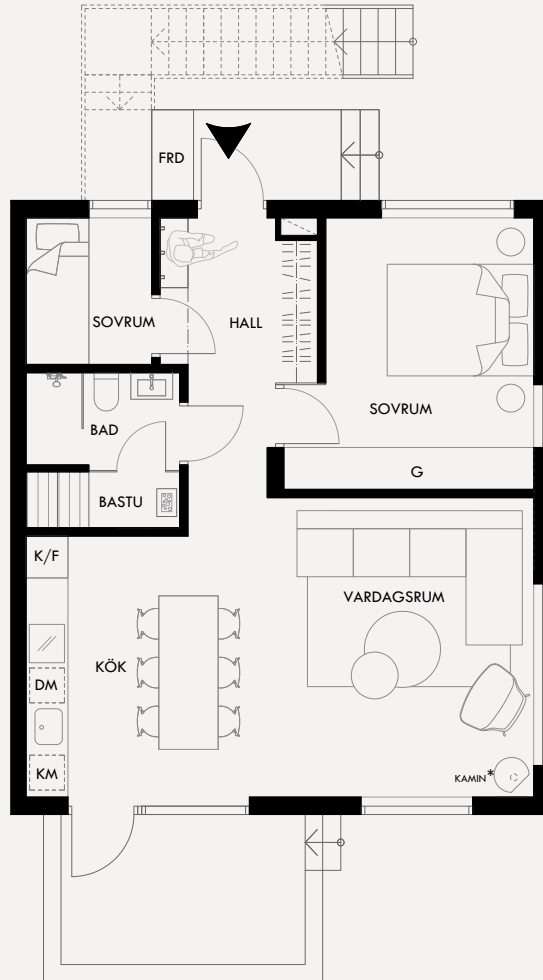 FRD
SOVRUM
HALL
SOVRUM
BAD
G
BASTU
K/F
VARDAGSRUM
KÖK
DM
KM
KAMIN*